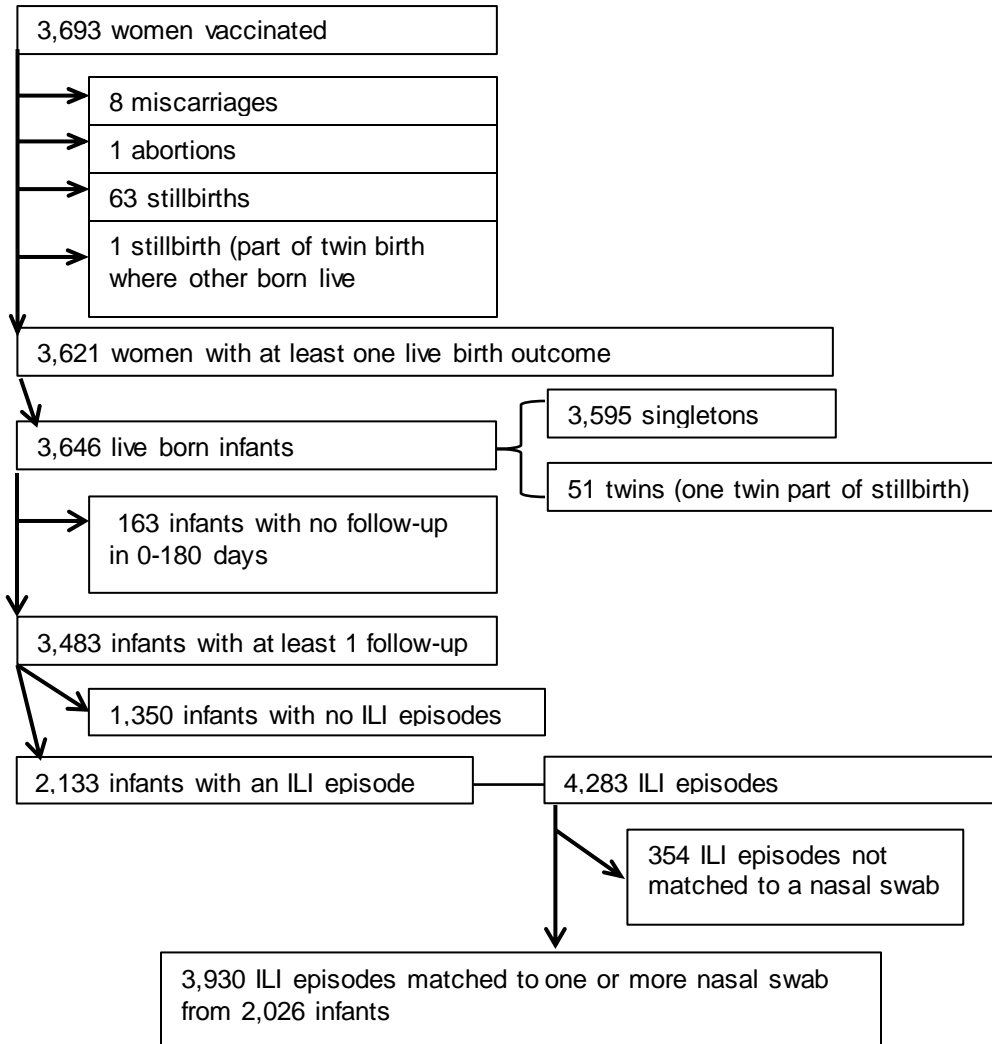 3,693 women vaccinated
8 miscarriages
1 abortions
63 stillbirths
1 stillbirth (part of twin birth
where other born live
3,621 women with at least one live birth outcome
3,646 live born infants
3,595 singletons
51 twins (one twin part of stillbirth)
163 infants with no follow-up
in 0-180 days
3,483 infants with at least 1 follow-up
1,350 infants with no ILI episodes
2,133 infants with an ILI episode
4,283 ILI episodes
354 ILI episodes not
matched to a nasal swab
3,930 ILI episodes matched to one or more nasal swab
from 2,026 infants